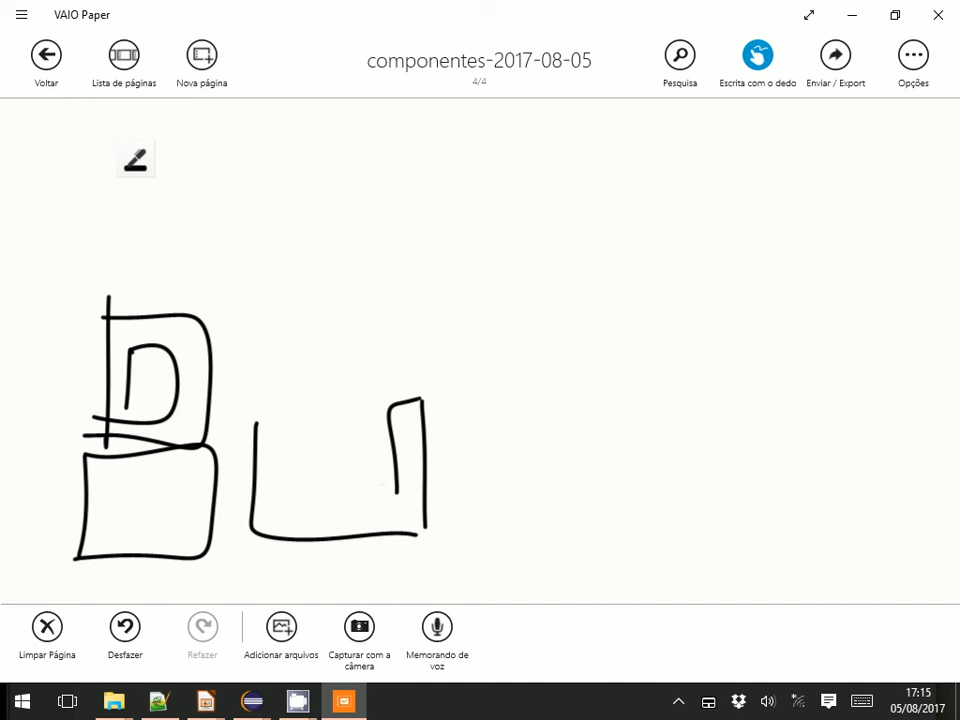 VAIO Paper
Voltar
Lista de páginas
Nova página
componentes-2017-08-05
4/4
Pesquisa
Escrita com o dedo
Enviar / Export
Opções
D
Limpar Página
Desfazer
Refazer
Adicionar arquivos
Capturar com a
câmera
Memorando de
voz
17:15
05/08/2017